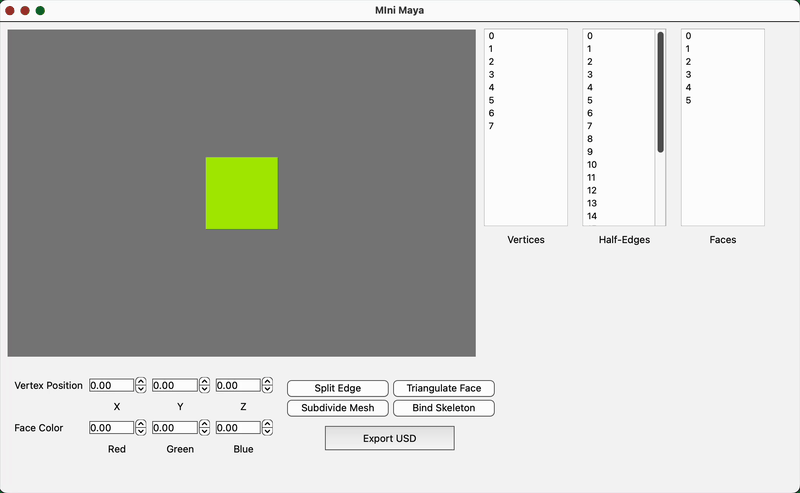 MIni Maya
0
1
2
3
4
5
6
7
Vertices
0
1
2
3
4
5
6
7
8
9
10
11
12
13
14
Half-Edges
0
1
2
3
4
5
Faces
Vertex Position 0.00 0.00 0.00
X Y Z
Face Color 0.00 0.00 0.00
Red Green Blue
Split Edge Triangulate Face
Subdivide Mesh Bind Skeleton
Export USD